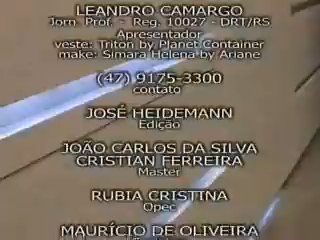 LEANDRO CAMARGO
Jorn. Prof. - Reg. 10027 - DRT/RS
Apresentador
veste: Triton by Planet Container
make: Simara Helena by Ariane
(47) 9175-3300
contato
JOSÉ HEIDEMANN
Edição
JOÃO CARLOS DA SILVA
CRISTIAN FERREIRA
Master
RÚBIA CRISTINA
Opec
MAURÍCIO DE OLIVEIRA